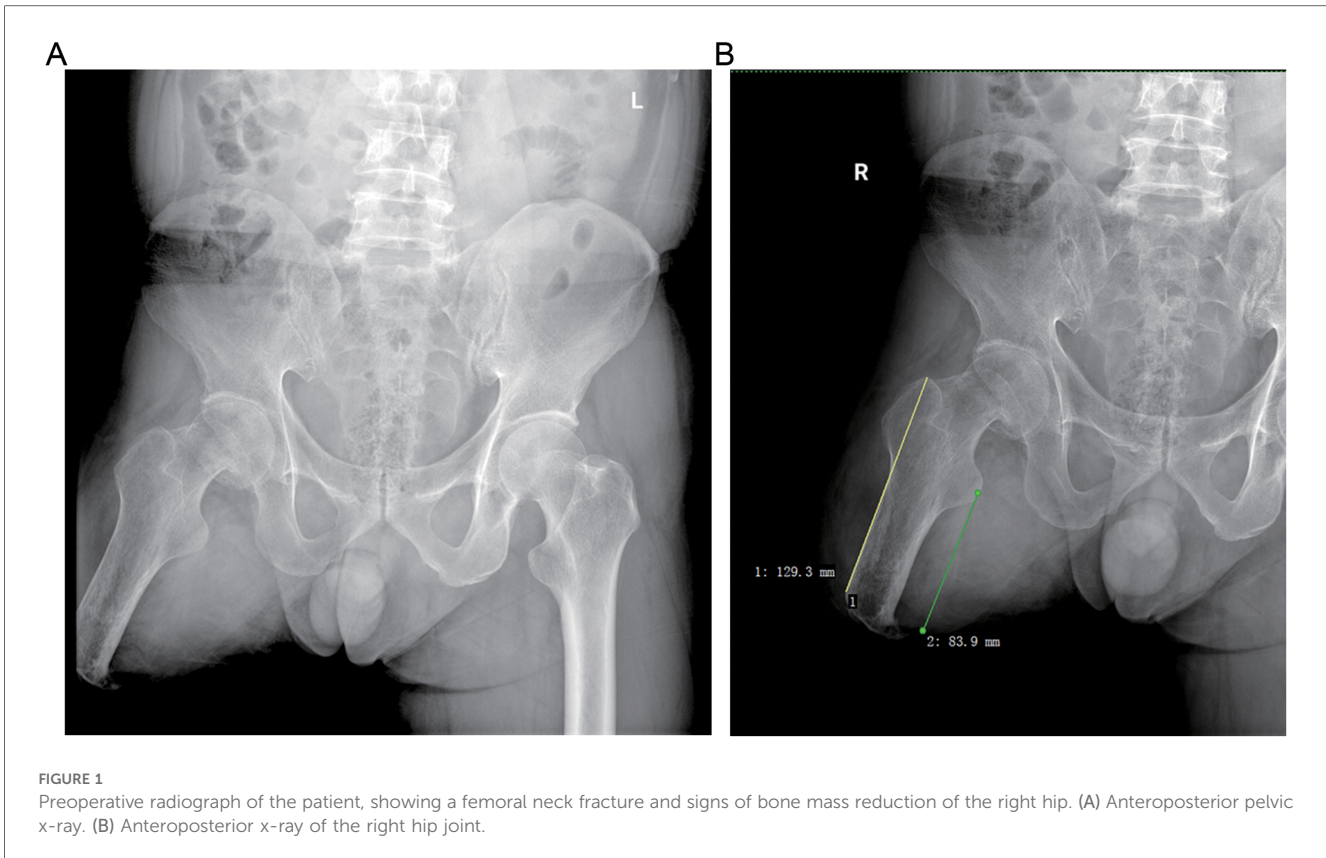 A
B
L
R
1: 129.3 mm
1
2: 83.9 mm
FIGURE 1
Preoperative radiograph of the patient, showing a femoral neck fracture and signs of bone mass reduction of the right hip. (A) Anteroposterior pelvic
x-ray. (B) Anteroposterior x-ray of the right hip joint.